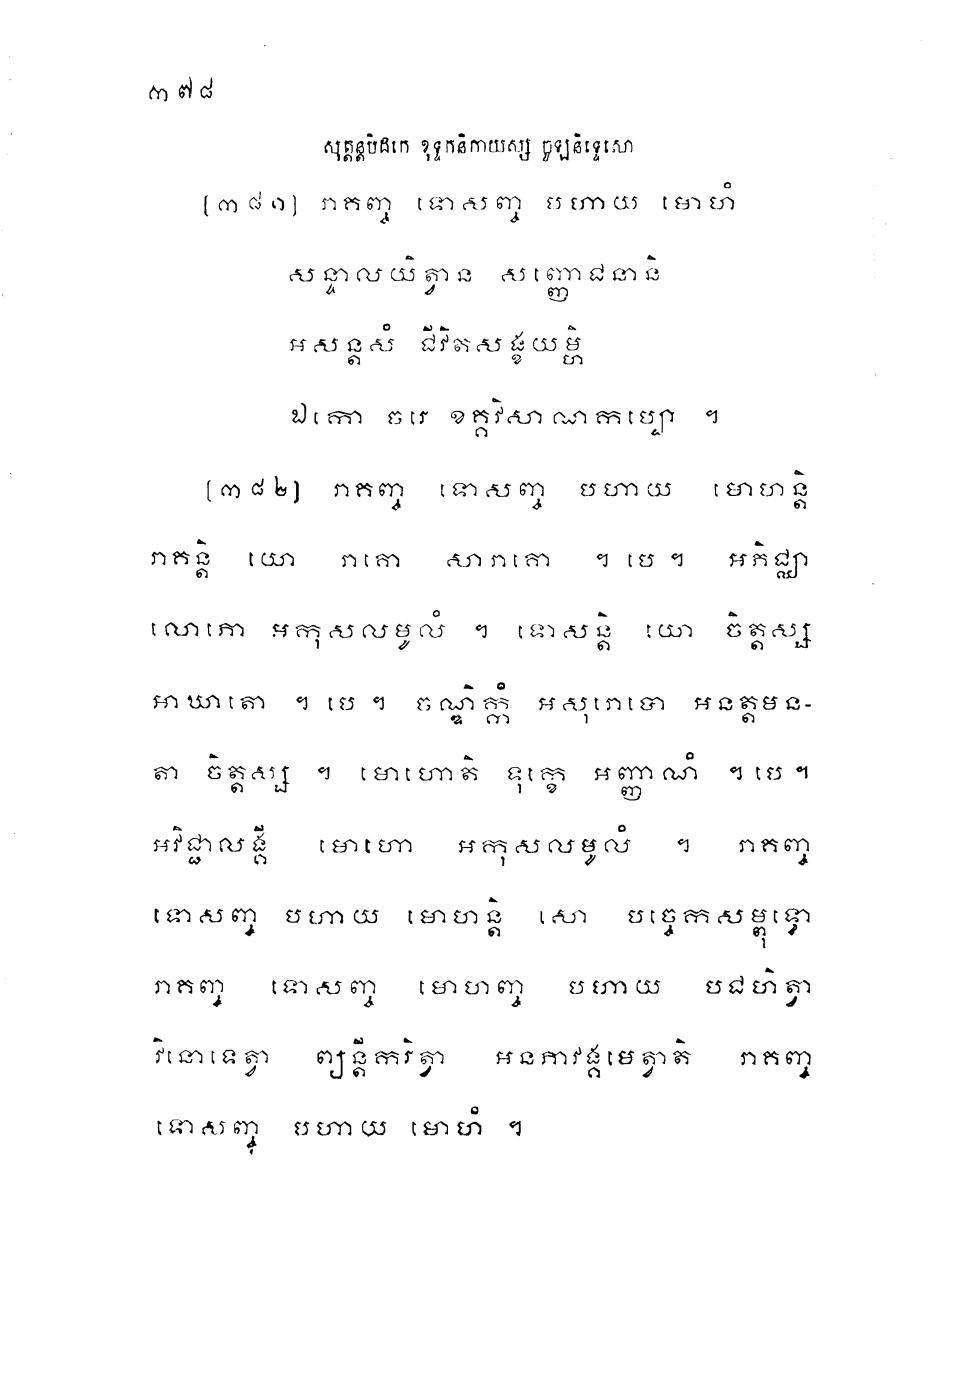 ៣៧៨
សុត្តន្តបិដកេ ខុទ្ទកនិកាយស្ស ចូឡនិទ្ទេសោ
[៣៨១] រាគញ្ច ទោសញ្ច បហាយ មោហំ
សន្ទាលយិត្វាន សញ្ញោជនានិ
អសន្តសំ ជីវិតសង្ខយម្ហិ
ឯកោ ចរេ ខគ្គវិសាណកប្បោ ។
[៣៨២] រាគញ្ច ទោសញ្ច បហាយ មោហន្តិ
រាគន្តិ យោ រាគោ សារាគោ ។ បេ ។ អភិជ្ឈា
លោភោ អកុសលមូលំ ។ ទោសន្តិ យោ ចិត្តស្ស
អាឃាតោ ។ បេ ។ ចណ្ឌិក្កំ អសុរោទោ អនត្តមន-
តា ចិត្តស្ស ។ មោហោតិ ទុក្ខេ អញ្ញាណំ ។ បេ ។
អវិជ្ជាលង្គី មោហោ អកុសលមូលំ ។ រាគញ្ច
ទោសញ្ច បហាយ មោហន្តិ សោ បច្ចេកសម្ពុទ្ធោ
រាគញ្ច ទោសញ្ច មោហញ្ច បហាយ បជហិត្វា
វិនោទេត្វា ព្យន្តីករិត្វា អនភាវង្គមេត្វាតិ រាគញ្ច
ទោសញ្ច បហាយ មោហំ ។